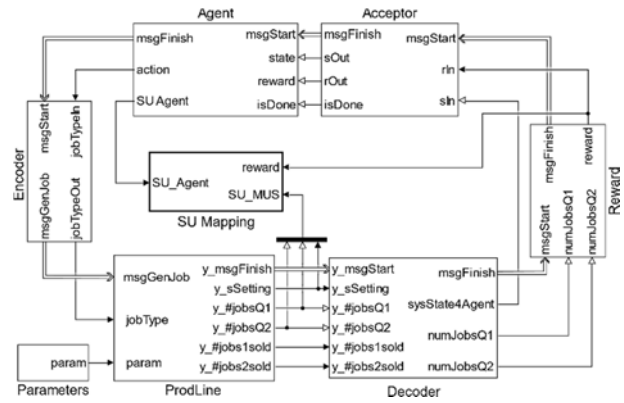 Agent
Acceptor
msgFinish
action
SU Agent
msgStart
state
reward
isDone
msgFinish
sOut
rOut
isDone
msgStart
rIn
sIn
Encoder
msgStart
jobTypeIn
msgGenJob
jobTypeOut
reward
SU_Agent
SU_MUS
SU Mapping
msgFinish
reward
msgStart
numJobsQ1
numJobsQ2
Reward
msgGenJob
jobType
param
y_msgFinish
y_sSetting
y_#jobsQ1
y_#jobsQ2
y_#jobs1sold
y_#jobs2sold
y_msgStart
y_sSetting
y_#jobsQ1
y_#jobsQ2
y_#jobs1sold
y_#jobs2sold
msgFinish
sysState4Agent
numJobsQ1
numJobsQ2
param
Parameters
ProdLine
Decoder